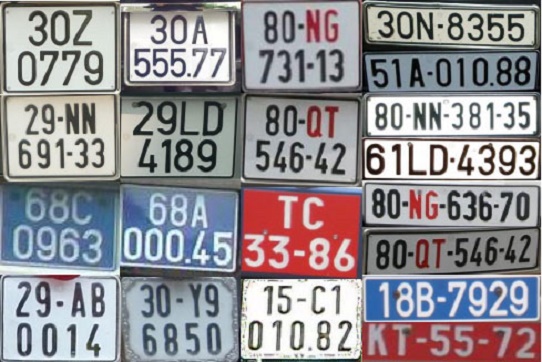 30Z
0779
30A
555.77
80-NG
731-13
30N-8355
51A-010.88
29-NN
691-33
29LD
4189
80-QT
546-42
80-NN-381-35
61LD-4393
68C
0963
68A
000.45
TC
33-86
80-NG-636-70
80-QT-546-42
29-AB
0014
30-Y9
6850
15-C1
010.82
18B-7929
KT-55-72